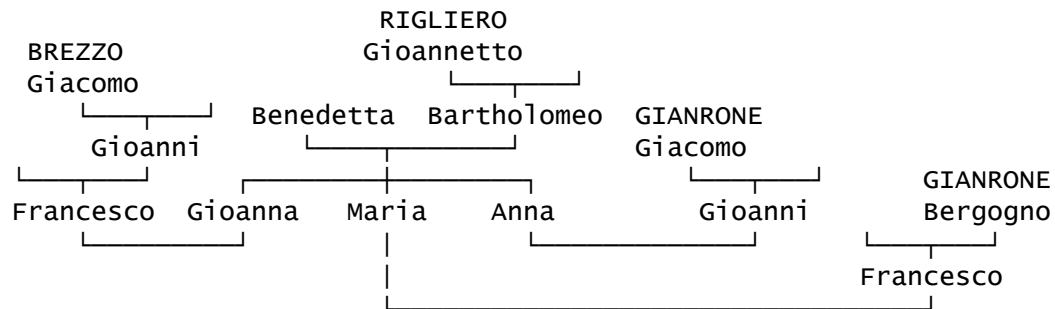 RIGLIERO
BREZZO Gioannetto
Giacomo
Benedetta Bartholomeo GIANRONE
Gioanni Giacomo
GIANRONE
Francesco Gioanna Maria Anna Gioanni Bergogno
Francesco